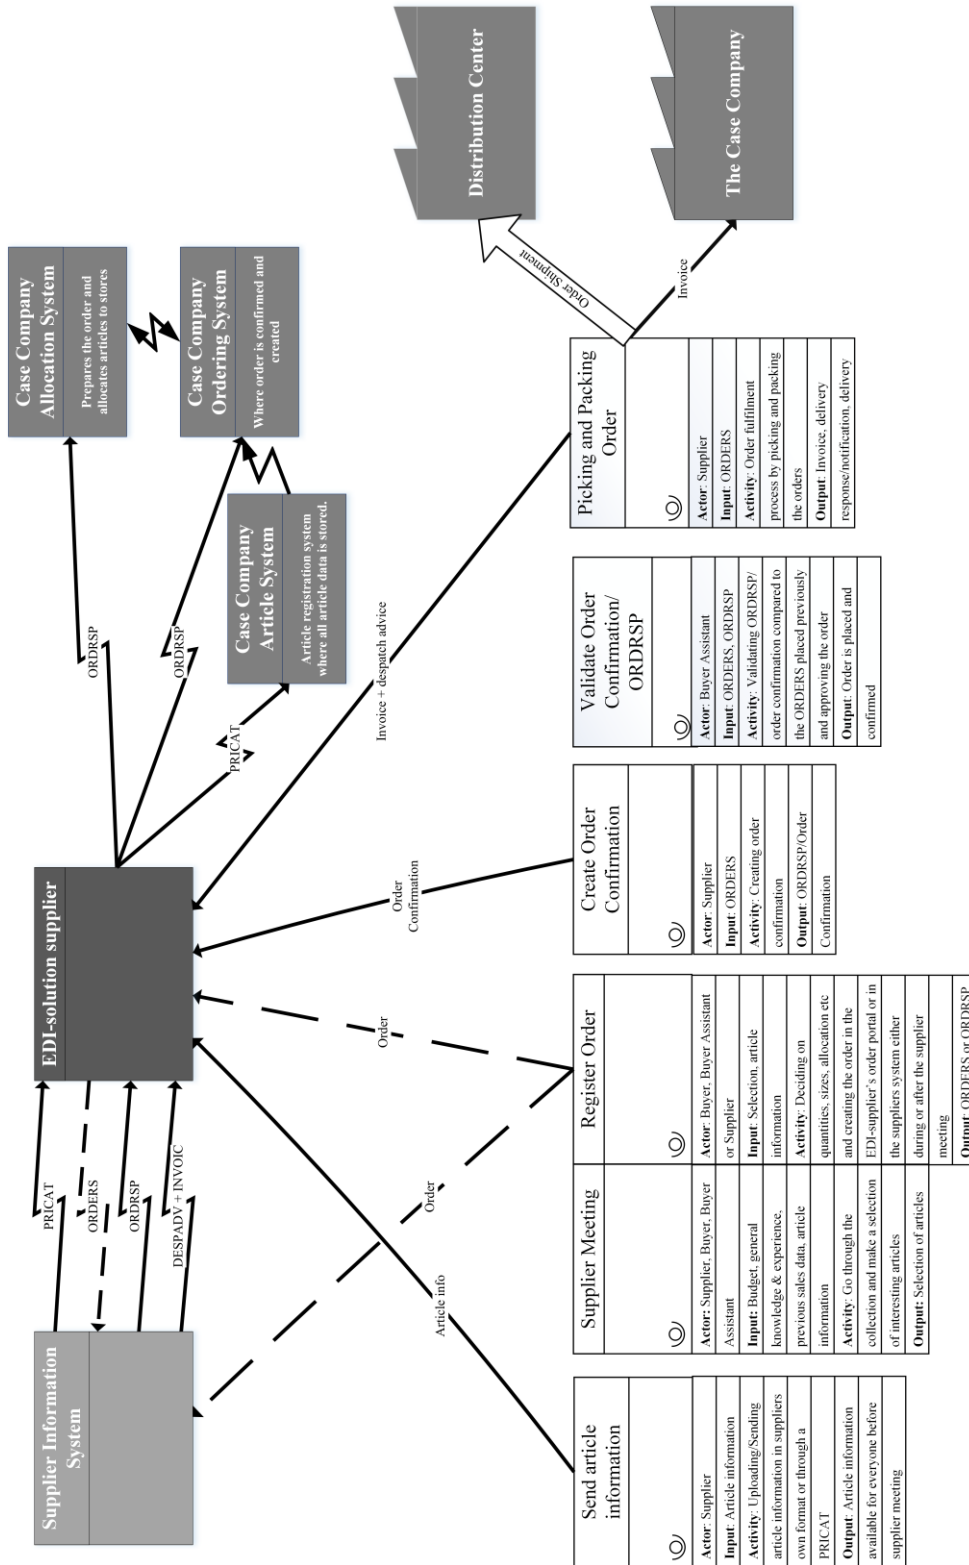 Supplier Information
System
PRICAT
ORDERS
ORDRSP
DESPADV + INVOIC
EDI-solution supplier
ORDRSP
ORDRSP
PRICAT
Case Company
Allocation System
Prepares the order and
allocates articles to stores
Case Company
Ordering System
Where order is confirmed and
created
Case Company
Article System
Article registration system
where all article data is stored.
Article info
Order
Order
Order
Confirmation
Invoice + despatch advice
Order Shipment
Invoice
Distribution Center
The Case Company
Send article
information
Actor: Supplier
Input: Article information
Activity: Uploading/Sending
article information in suppliers
own format or through a
PRICAT
Output: Article information
available for everyone before
supplier meeting
Supplier Meeting
Actor: Supplier, Buyer, Buyer
Assistant
Input: Budget, general
knowledge & experience,
previous sales data, article
information
Activity: Go through the
collection and make a selection
of interesting articles
Output: Selection of articles
Register Order
Actor: Buyer, Buyer Assistant
or Supplier
Input: Selection, article
information
Activity: Deciding on
quantities, sizes, allocation etc
and creating the order in the
EDI-supplier's order portal or in
the suppliers system either
during or after the supplier
meeting
Output: ORDERS or ORDRSP
Create Order
Confirmation
Actor: Supplier
Input: ORDERS
Activity: Creating order
confirmation
Output: ORDRSP/Order
Confirmation
Validate Order
Confirmation/
ORDRSP
Actor: Buyer Assistant
Input: ORDERS, ORDRSP
Activity: Validating ORDRSP/
order confirmation compared to
the ORDERS placed previously
and approving the order
Output: Order is placed and
confirmed
Picking and Packing
Order
Actor: Supplier
Input: ORDERS
Activity: Order fulfilment
process by picking and packing
the orders
Output: Invoice, delivery
response/notification, delivery